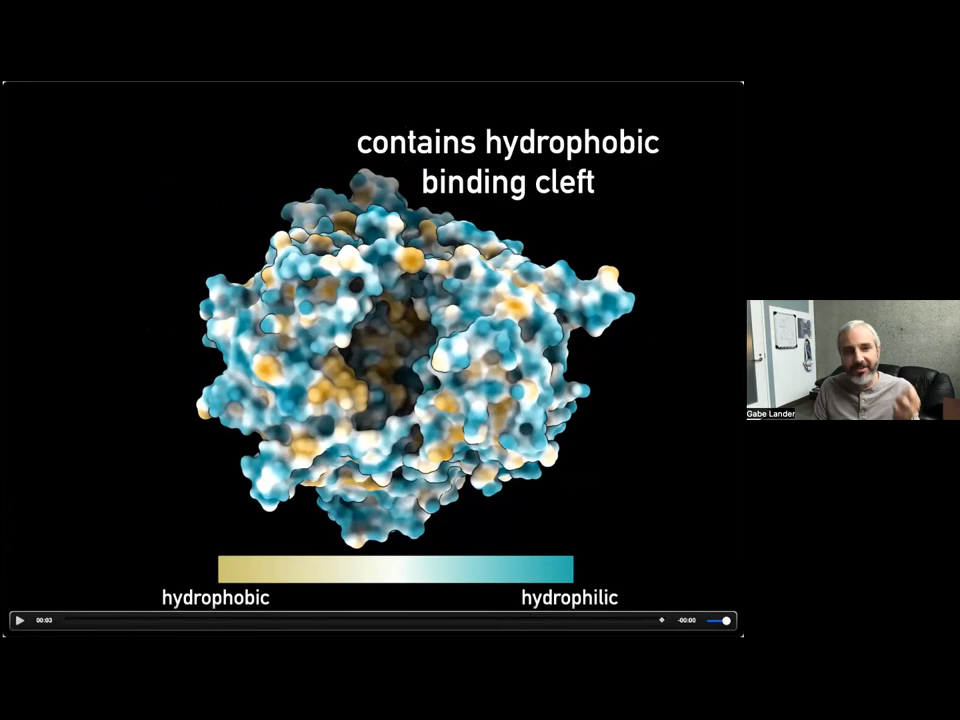 contains hydrophobic
binding cleft
hydrophobic
hydrophilic
00:03
-00:00
Gabe Lander